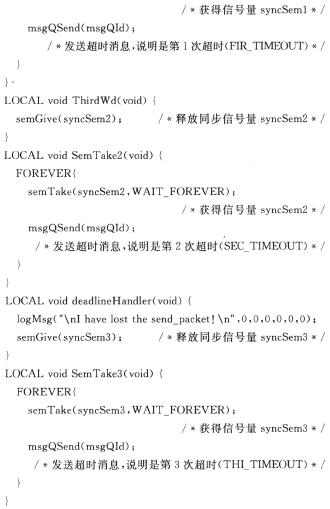 /*获得信号量 syncSem1 */
msgQSend(msgQId);
/*发送超时消息,说明是第1次超时(FIR_TIMEOUT) */
}
}
LOCAL void ThirdWd(void) {
semGive(syncSem2); /*释放同步信号量 syncSem2 */
}
LOCAL void SemTake2(void) {
FOREVER{
semTake(syncSem2,WAIT_FOREVER);
/*获得信号量 syncSem2 */
msgQSend(msgQId);
/*发送超时消息,说明是第2次超时(SEC_TIMEOUT) */
}
}
LOCAL void deadlineHandler(void) {
logMsg("\nI have lost the send_packet!\n",0,0,0,0,0,0);
semGive(syncSem3); /*释放同步信号量 syncSem3 */
}
LOCAL void SemTake3(void) {
FOREVER{
semTake(syncSem3,WAIT_FOREVER);
/*获得信号量 syncSem3 */
msgQSend(msgQId);
/*发送超时消息,说明是第3次超时(THI_TIMEOUT) */
}
}